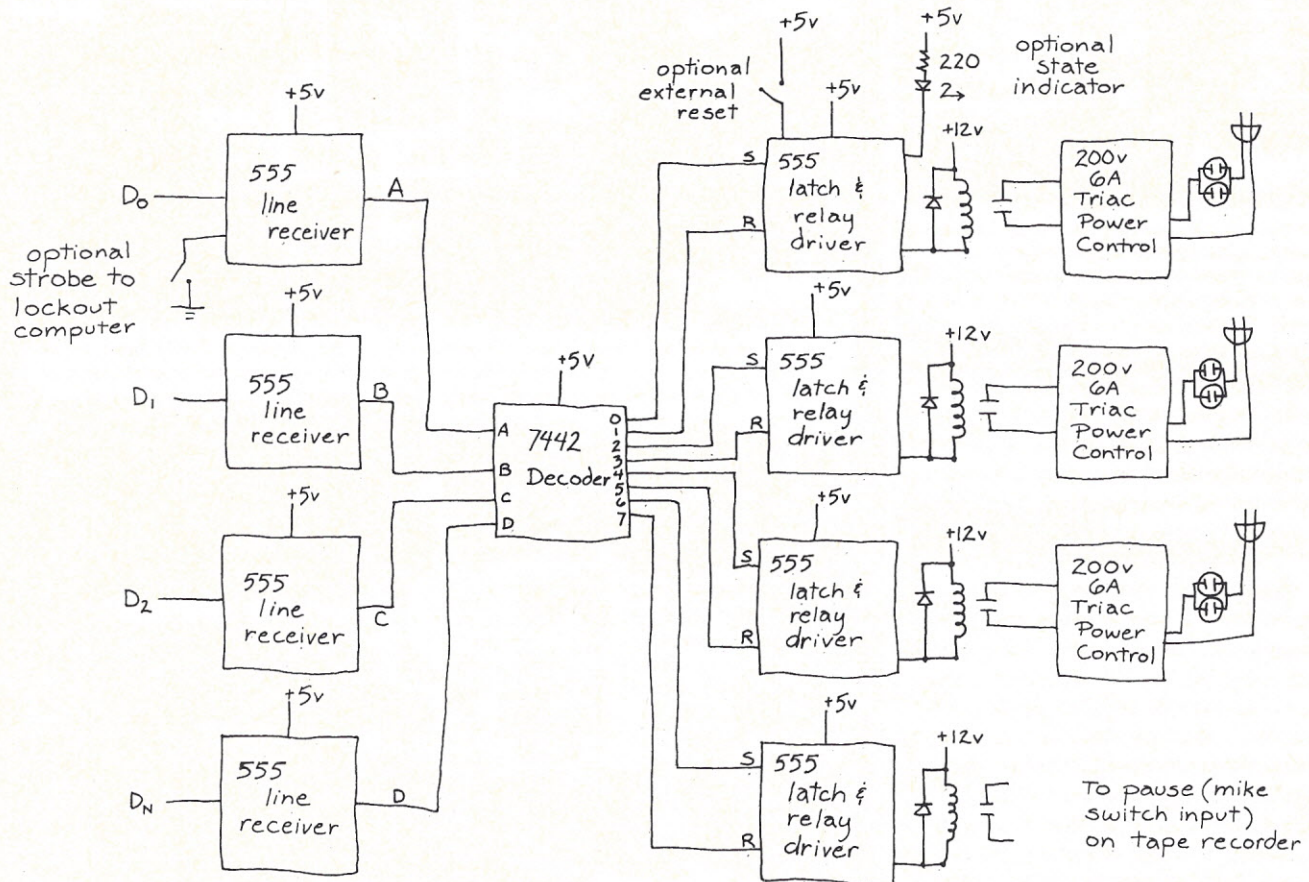 +5v
555
line
receiver
D₀
A
optional
strobe to
lockout
computer
+5v
555
line
receiver
D₁
B
+5v
555
line
receiver
D₂
C
+5v
555
line
receiver
D_N
D
+5v
7442
Decoder
A
B
C
D
0
1
2
3
4
5
6
7
+5v
optional
external
reset
+5v
S
R
555
latch &
relay
driver
+5v
220
2→
optional
state
indicator
+12v
200v
6A
Triac
Power
Control
+5v
S
R
555
latch &
relay
driver
+12v
200v
6A
Triac
Power
Control
+5v
S
R
555
latch &
relay
driver
+12v
200v
6A
Triac
Power
Control
+5v
S
R
555
latch &
relay
driver
+12v
To pause (mike
switch input)
on tape recorder